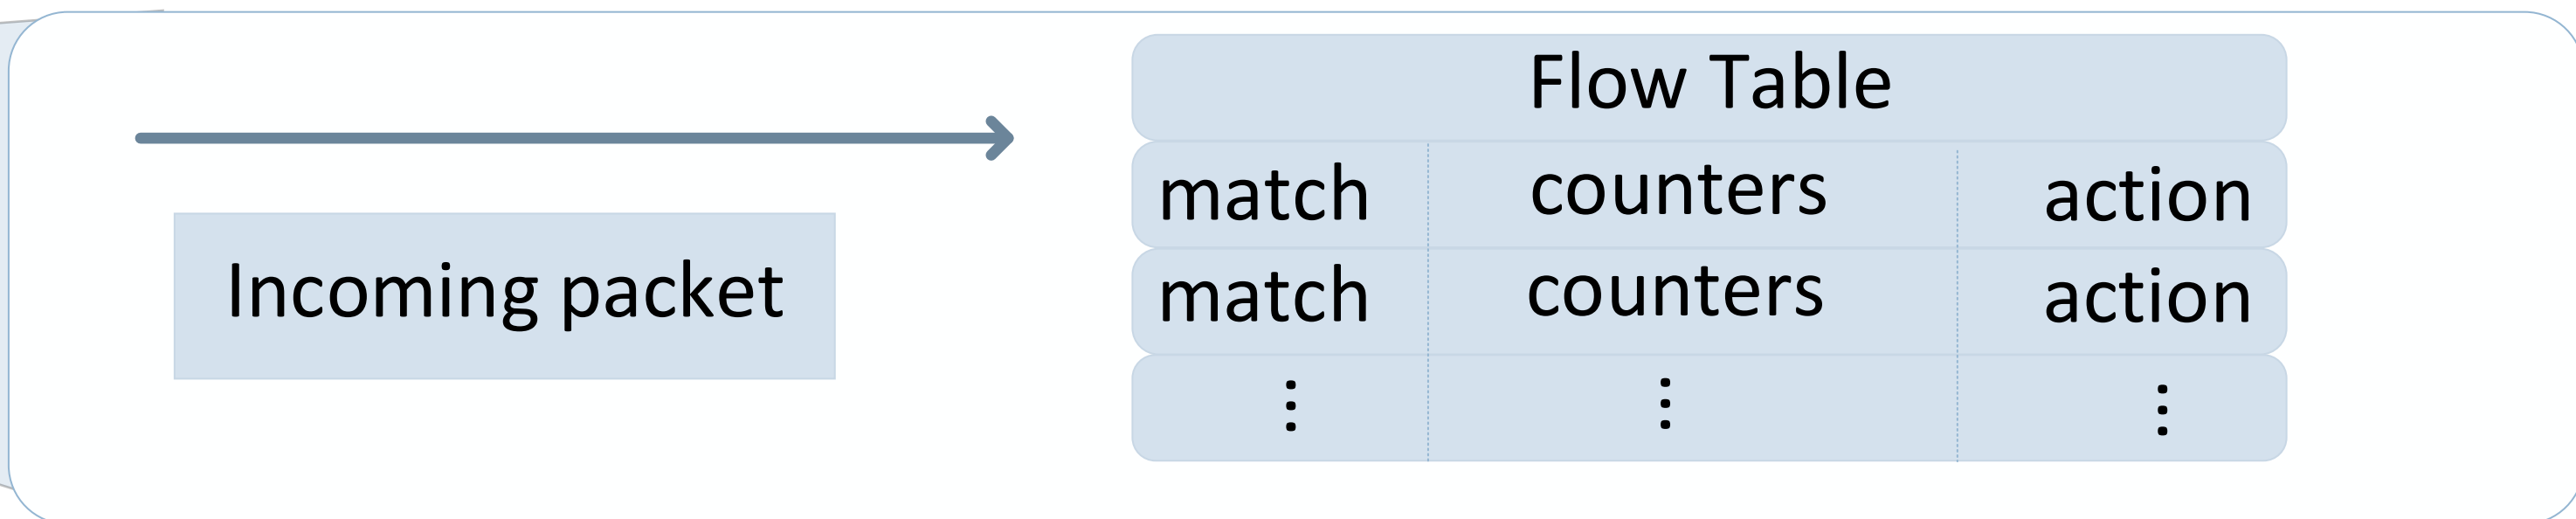 Flow Table
match counters action
Incoming packet
match counters action
⋮ ⋮ ⋮